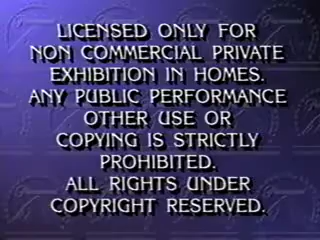 LICENSED ONLY FOR
NON COMMERCIAL PRIVATE
EXHIBITION IN HOMES.
ANY PUBLIC PERFORMANCE
OTHER USE OR
COPYING IS STRICTLY
PROHIBITED.
ALL RIGHTS UNDER
COPYRIGHT RESERVED.